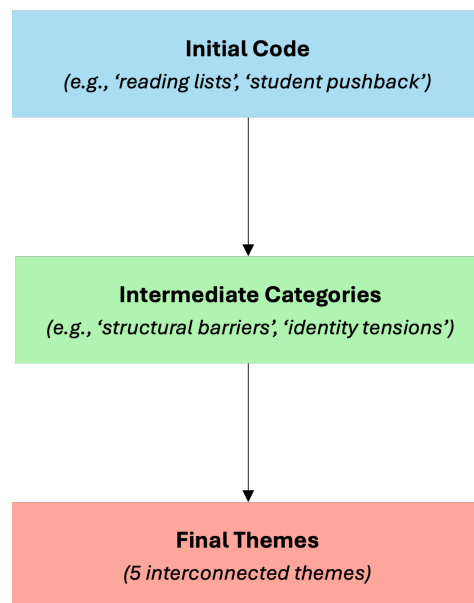 Initial Code
(e.g., ‘reading lists’, ‘student pushback’)
Intermediate Categories
(e.g., ‘structural barriers’, ‘identity tensions’)
Final Themes
(5 interconnected themes)